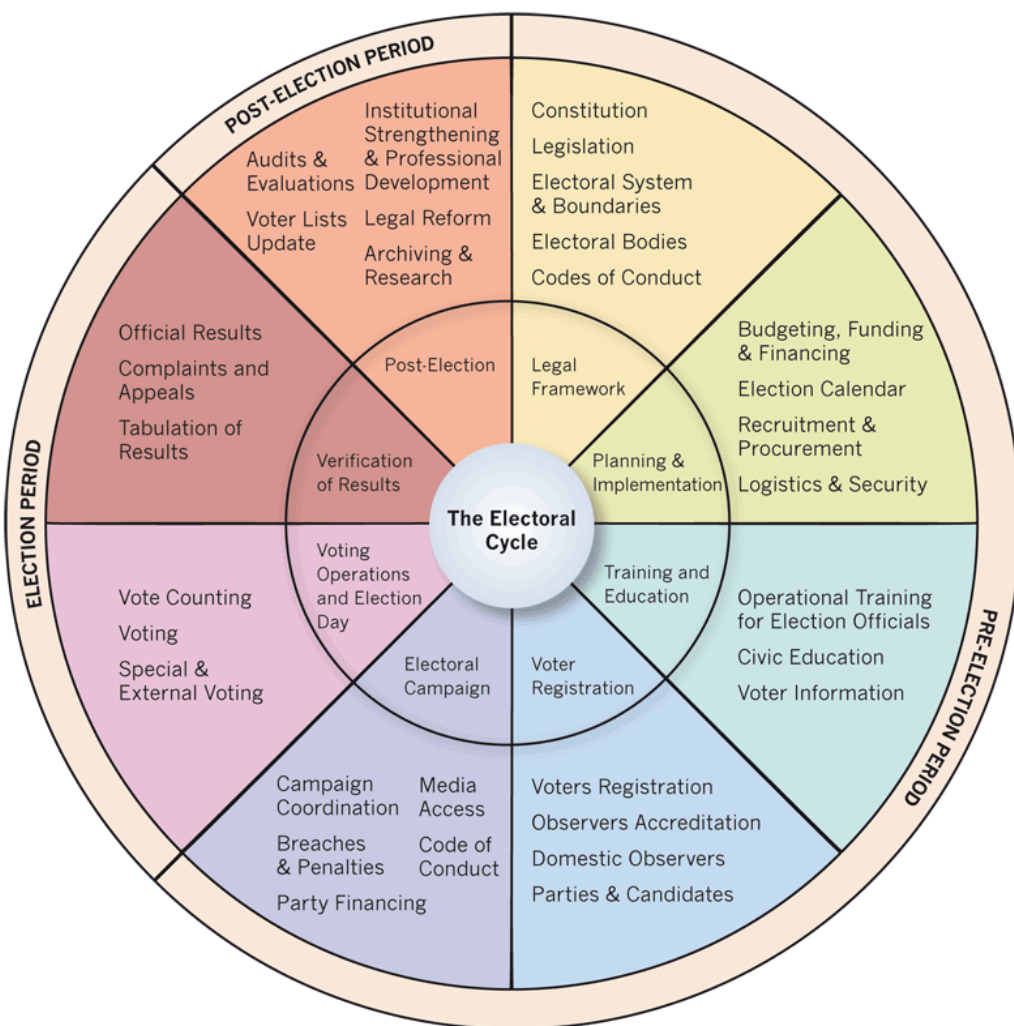 POST-ELECTION PERIOD
Institutional
Strengthening
& Professional
Development
Legal Reform
Archiving &
Research
Audits &
Evaluations
Voter Lists
Update
Post-Election
Constitution
Legislation
Electoral System
& Boundaries
Electoral Bodies
Codes of Conduct
Legal
Framework
Budgeting, Funding
& Financing
Election Calendar
Recruitment &
Procurement
Logistics & Security
Planning &
Implementation
Operational Training
for Election Officials
Civic Education
Voter Information
Training and
Education
PRE-ELECTION PERIOD
Voter
Registration
Voters Registration
Observers Accreditation
Domestic Observers
Parties & Candidates
Electoral
Campaign
Campaign
Coordination
Breaches
& Penalties
Party Financing
Media
Access
Code of
Conduct
Voting
Operations
and Election
Day
Vote Counting
Voting
Special &
External Voting
ELECTION PERIOD
Verification
of Results
Official Results
Complaints and
Appeals
Tabulation of
Results
The Electoral
Cycle